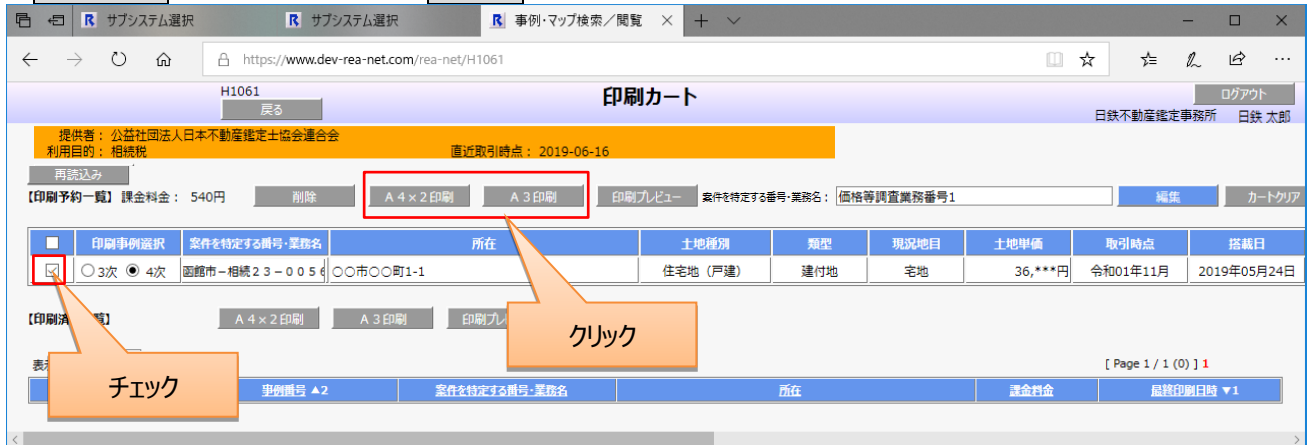 サブシステム選択 サブシステム選択 事例・マップ検索／閲覧
https://www.dev-rea-net.com/rea-net/H1061
H1061 印刷カート ログアウト
戻る
日鉄不動産鑑定事務所 日鉄 太郎
提供者： 公益社団法人日本不動産鑑定士協会連合会
利用目的： 相続税 直近取引時点： 2019-06-16
再読込み
【印刷予約一覧】 課金料金： 540円 削除 Ａ４×２印刷 Ａ３印刷 印刷プレビュー 案件を特定する番号・業務名： 価格等調査業務番号1 編集 カートクリア
印刷事例選択 案件を特定する番号・業務名 所在 土地種別 類型 現況地目 土地単価 取引時点 搭載日
3次 4次 函館市－相続２３－００５６ 〇〇市〇〇町1-1 住宅地（戸建） 建付地 宅地 36,***円 令和01年11月 2019年05月24日
【印刷済 覧】 Ａ４×２印刷 Ａ３印刷 印刷プレ
クリック
表示 [ Page 1 / 1 (0) ] 1
チェック
事例番号 ▲2 案件を特定する番号・業務名 所在 課金料金 最終印刷日時 ▼1